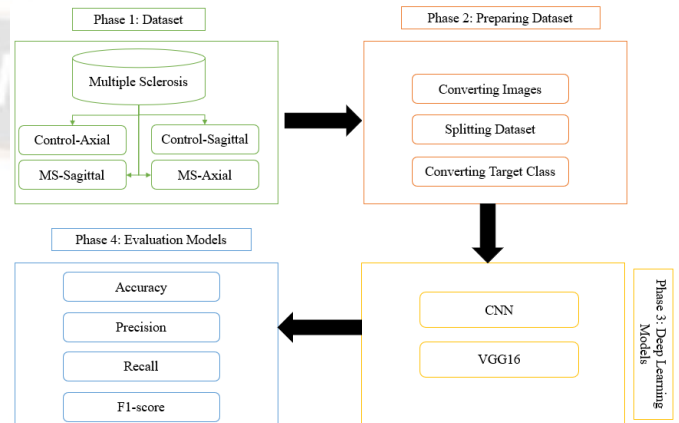 Phase 1: Dataset
Multiple Sclerosis
Control-Axial
Control-Sagittal
MS-Sagittal
MS-Axial
Phase 2: Preparing Dataset
Converting Images
Splitting Dataset
Converting Target Class
Phase 3: Deep Learning
Models
CNN
VGG16
Phase 4: Evaluation Models
Accuracy
Precision
Recall
F1-score